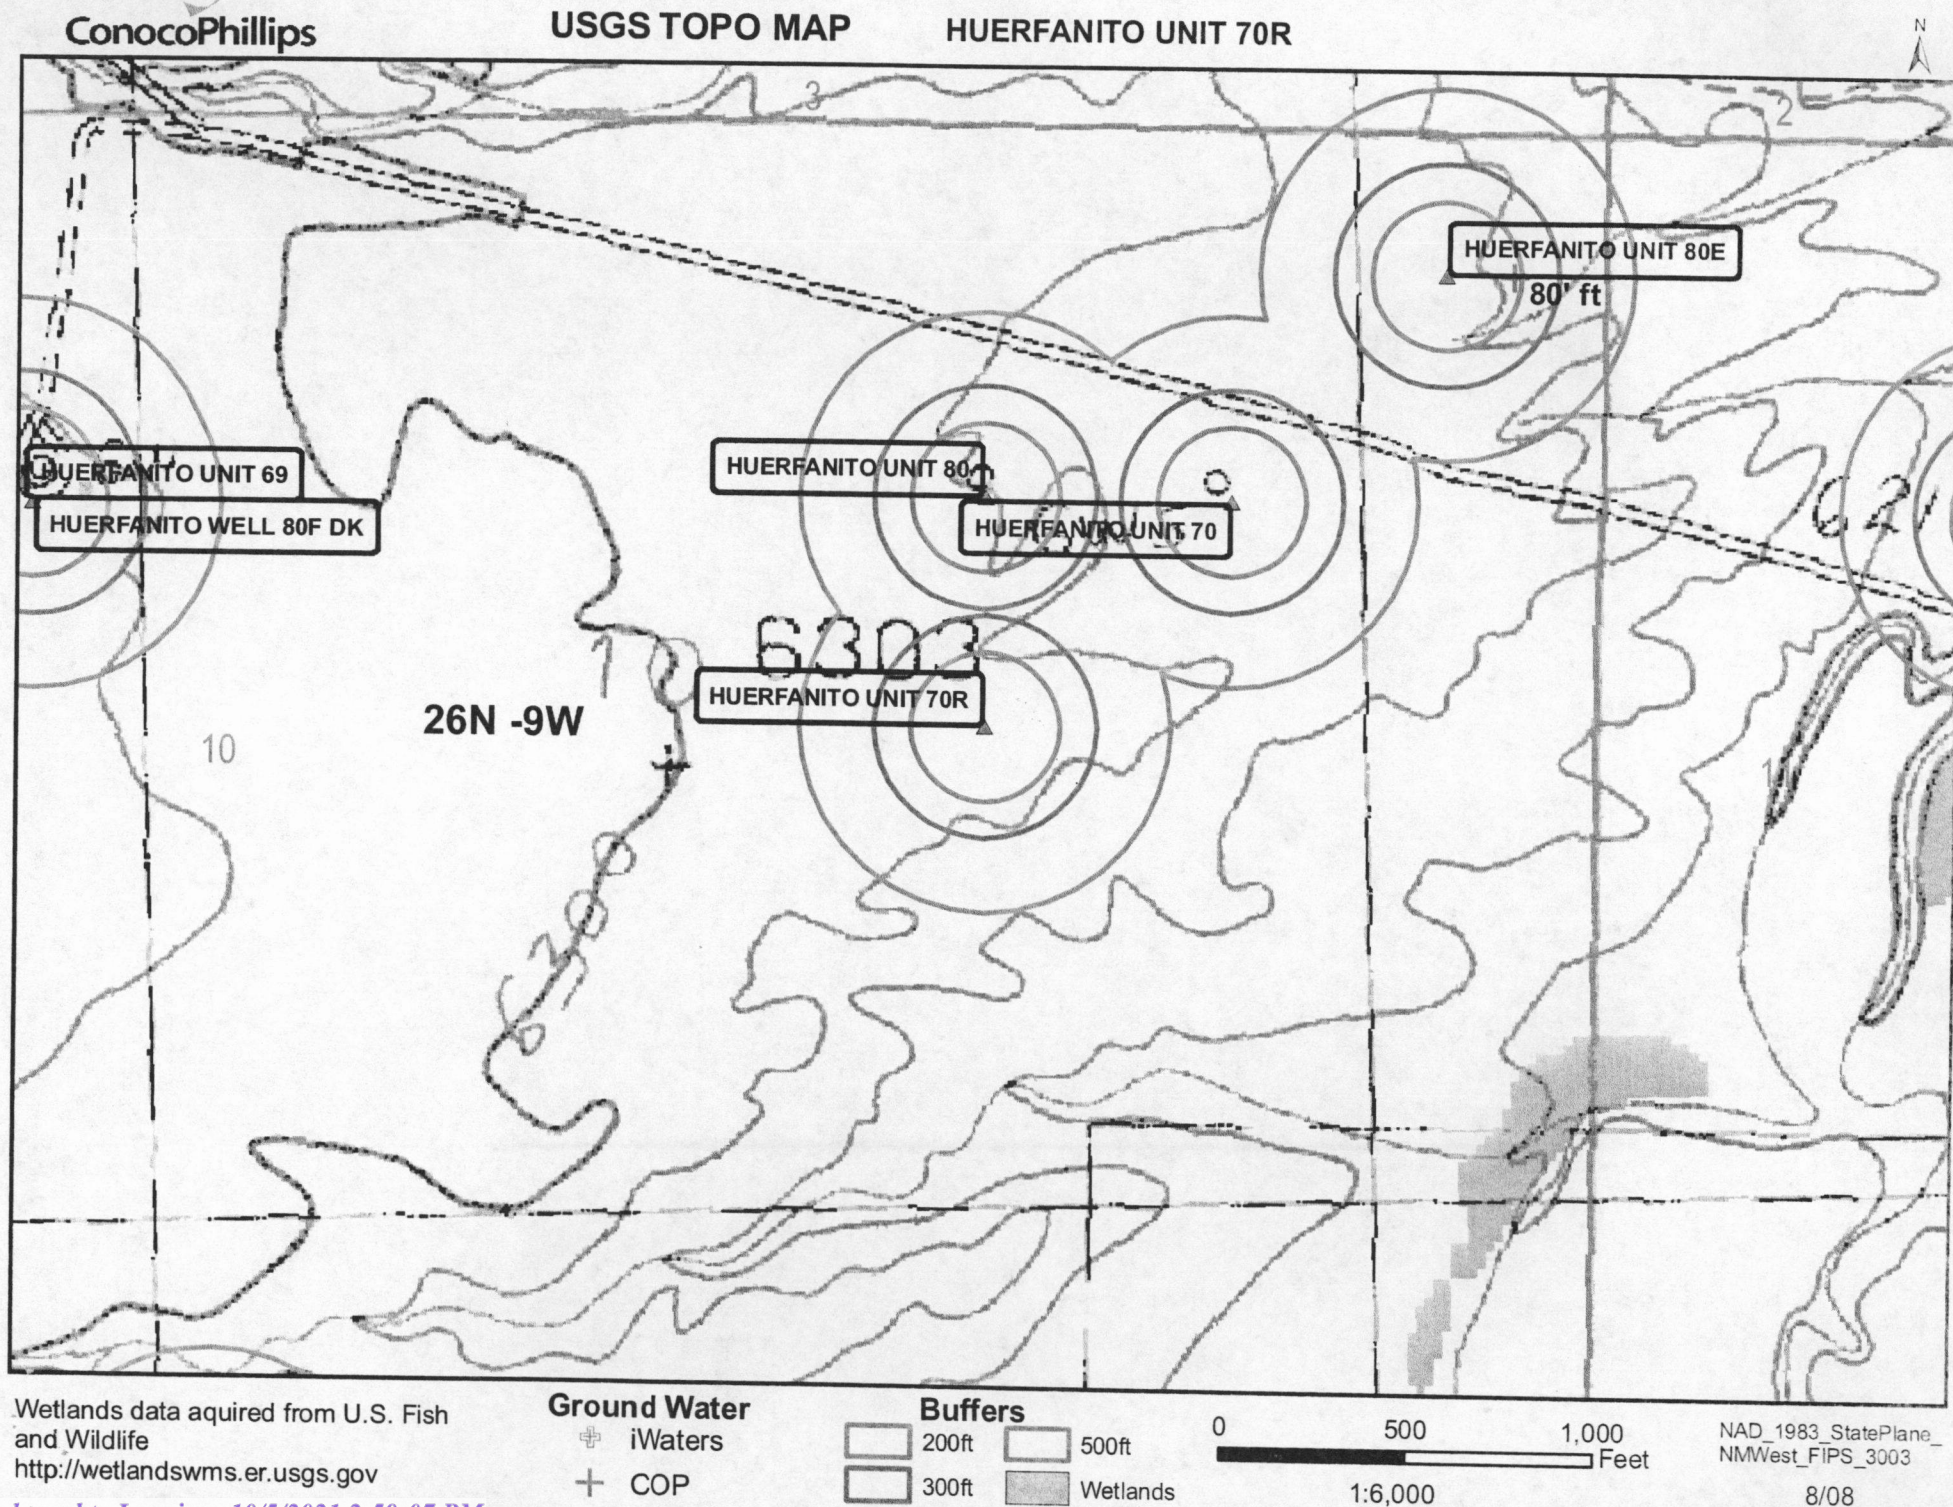 ConocoPhillips
USGS TOPO MAP
HUERFANITO UNIT 70R
N
3
2
HUERFANITO UNIT 80E
80' ft
HUERFANITO UNIT 69
HUERFANITO WELL 80F DK
HUERFANITO UNIT 80
HUERFANITO UNIT 70
621
6303
HUERFANITO UNIT 70R
26N -9W
10
Wetlands data aquired from U.S. Fish
and Wildlife
http://wetlandswms.er.usgs.gov
Ground Water
iWaters
COP
Buffers
200ft
500ft
300ft
Wetlands
0 500 1,000
Feet
1:6,000
NAD_1983_StatePlane_
NMWest_FIPS_3003
8/08